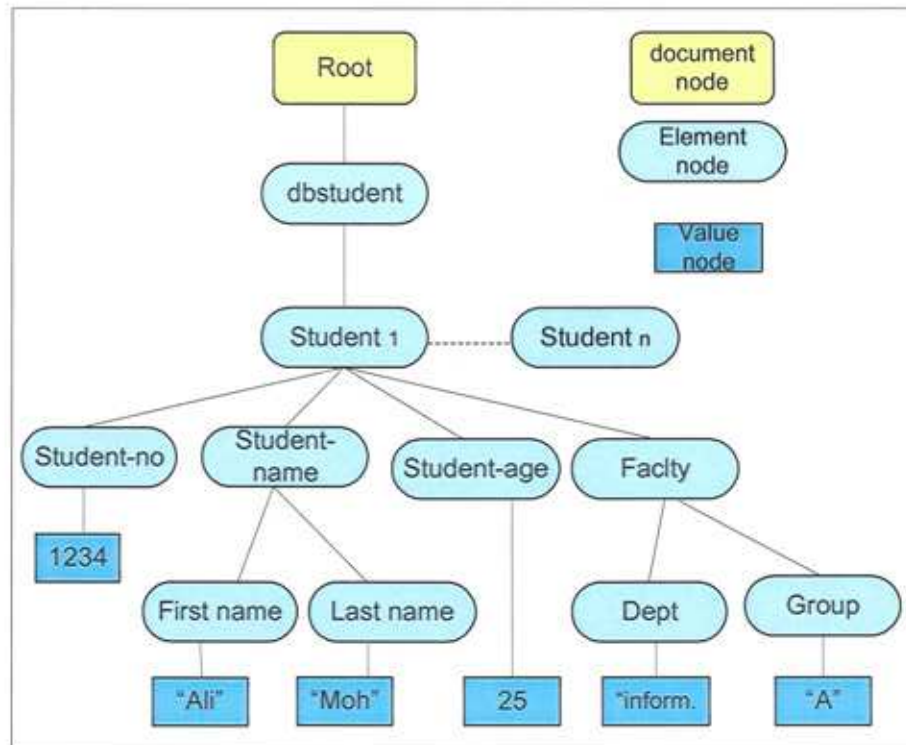 Root
document
node
Element
node
dbstudent
Value
node
Student 1
Student n
Student-no
Student-
name
Student-age
Faclty
1234
First name
Last name
Dept
Group
“Ali”
“Moh”
25
“inform.
“A”